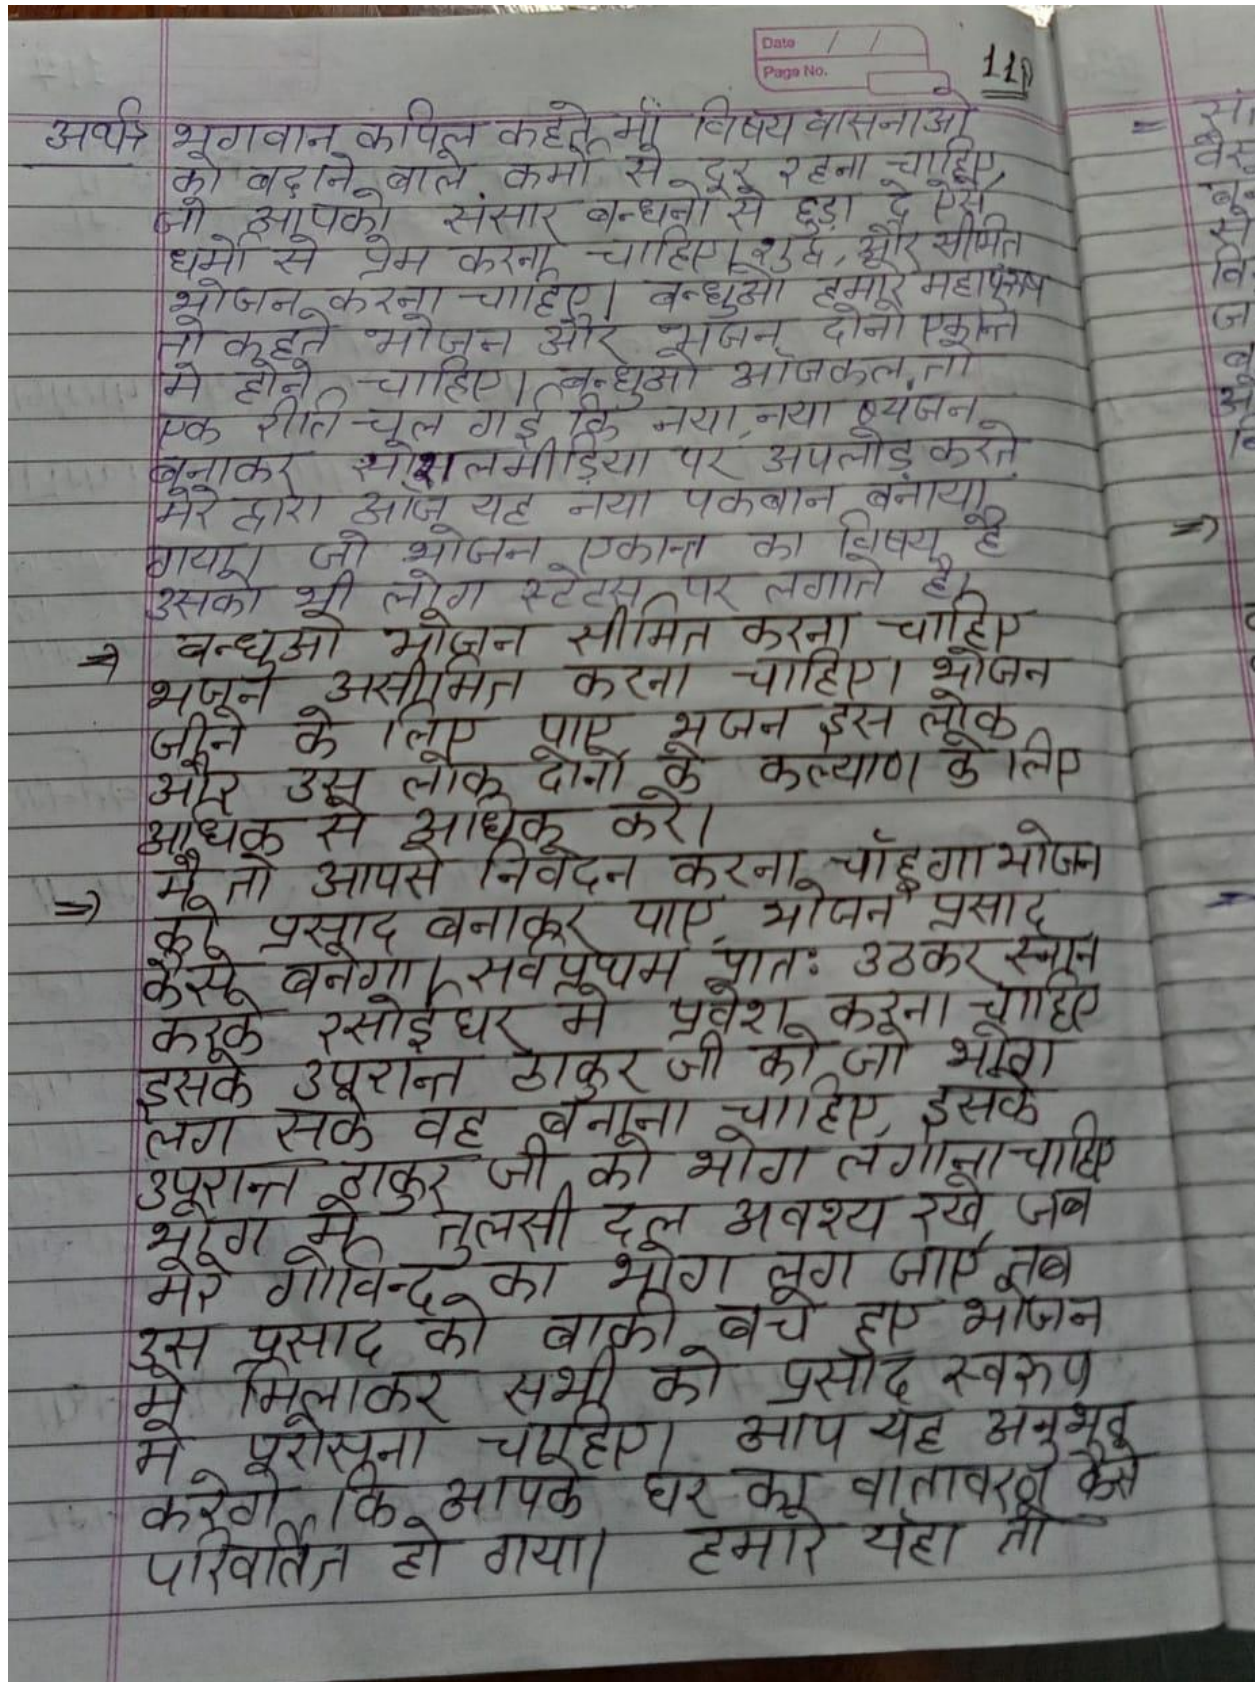 Date / /
Page No.
11
अर्थात् भगवान कपिल कहते माँ विषय वासनाओ
को बढाने वाले कर्मो से दूर रहना चाहिए,
जो आपको संसार बन्धनो से छुड़ा दे ऐसे
धर्मो से प्रेम करना चाहिए। शुद्ध, और सीमित
भोजन करना चाहिए। बन्धुओ हमारे महापुरूष
तो कहते भोजन और भजन दोनो एकान्त
मे होने चाहिए। बन्धुओ आजकल तो
एक रीति चल गई कि नया नया व्यंजन
बनाकर सोशलमीड़िया पर अपलोड़ करते
मेरे द्वारा आज यह नया पकबान बनाया
गया। जो भोजन एकान्त का विषय है
उसको भी लोग स्टेटस पर लगाते है।
⇒ बन्धुओ भोजन सीमित करना चाहिए
भजन असीमित करना चाहिए। भोजन
जीने के लिए पाए भजन इस लोक
और उस लोक दोनो के कल्याण के लिए
अधिक से अधिक करे।
⇒ मै तो आपसे निवेदन करना चाँहूगा भोजन
को प्रसाद बनाकर पाए, भोजन प्रसाद
कैसे बनेगा। सर्वप्रथम प्रातः उठकर स्नान
करके रसोईघर मे प्रवेश करना चाहिए
इसके उपरान्त ठाकुर जी को जो भोग
लग सके वह बनाना चाहिए, इसके
उपरान्त ठाकुर जी को भोग लगाना चाहिए
भोग मे तुलसी दल अवश्य रखे, जब
मेरे गोविन्द का भोग लग जाए तब
उस प्रसाद को बाकी बचे हुए भोजन
मे मिलाकर सभी को प्रसाद स्वरूप
मे परोसना चाहिए। आप यह अनुभव
करेगे कि आपके घर का वातावरण कैसे
परिवर्तित हो गया। हमारे यहा तो